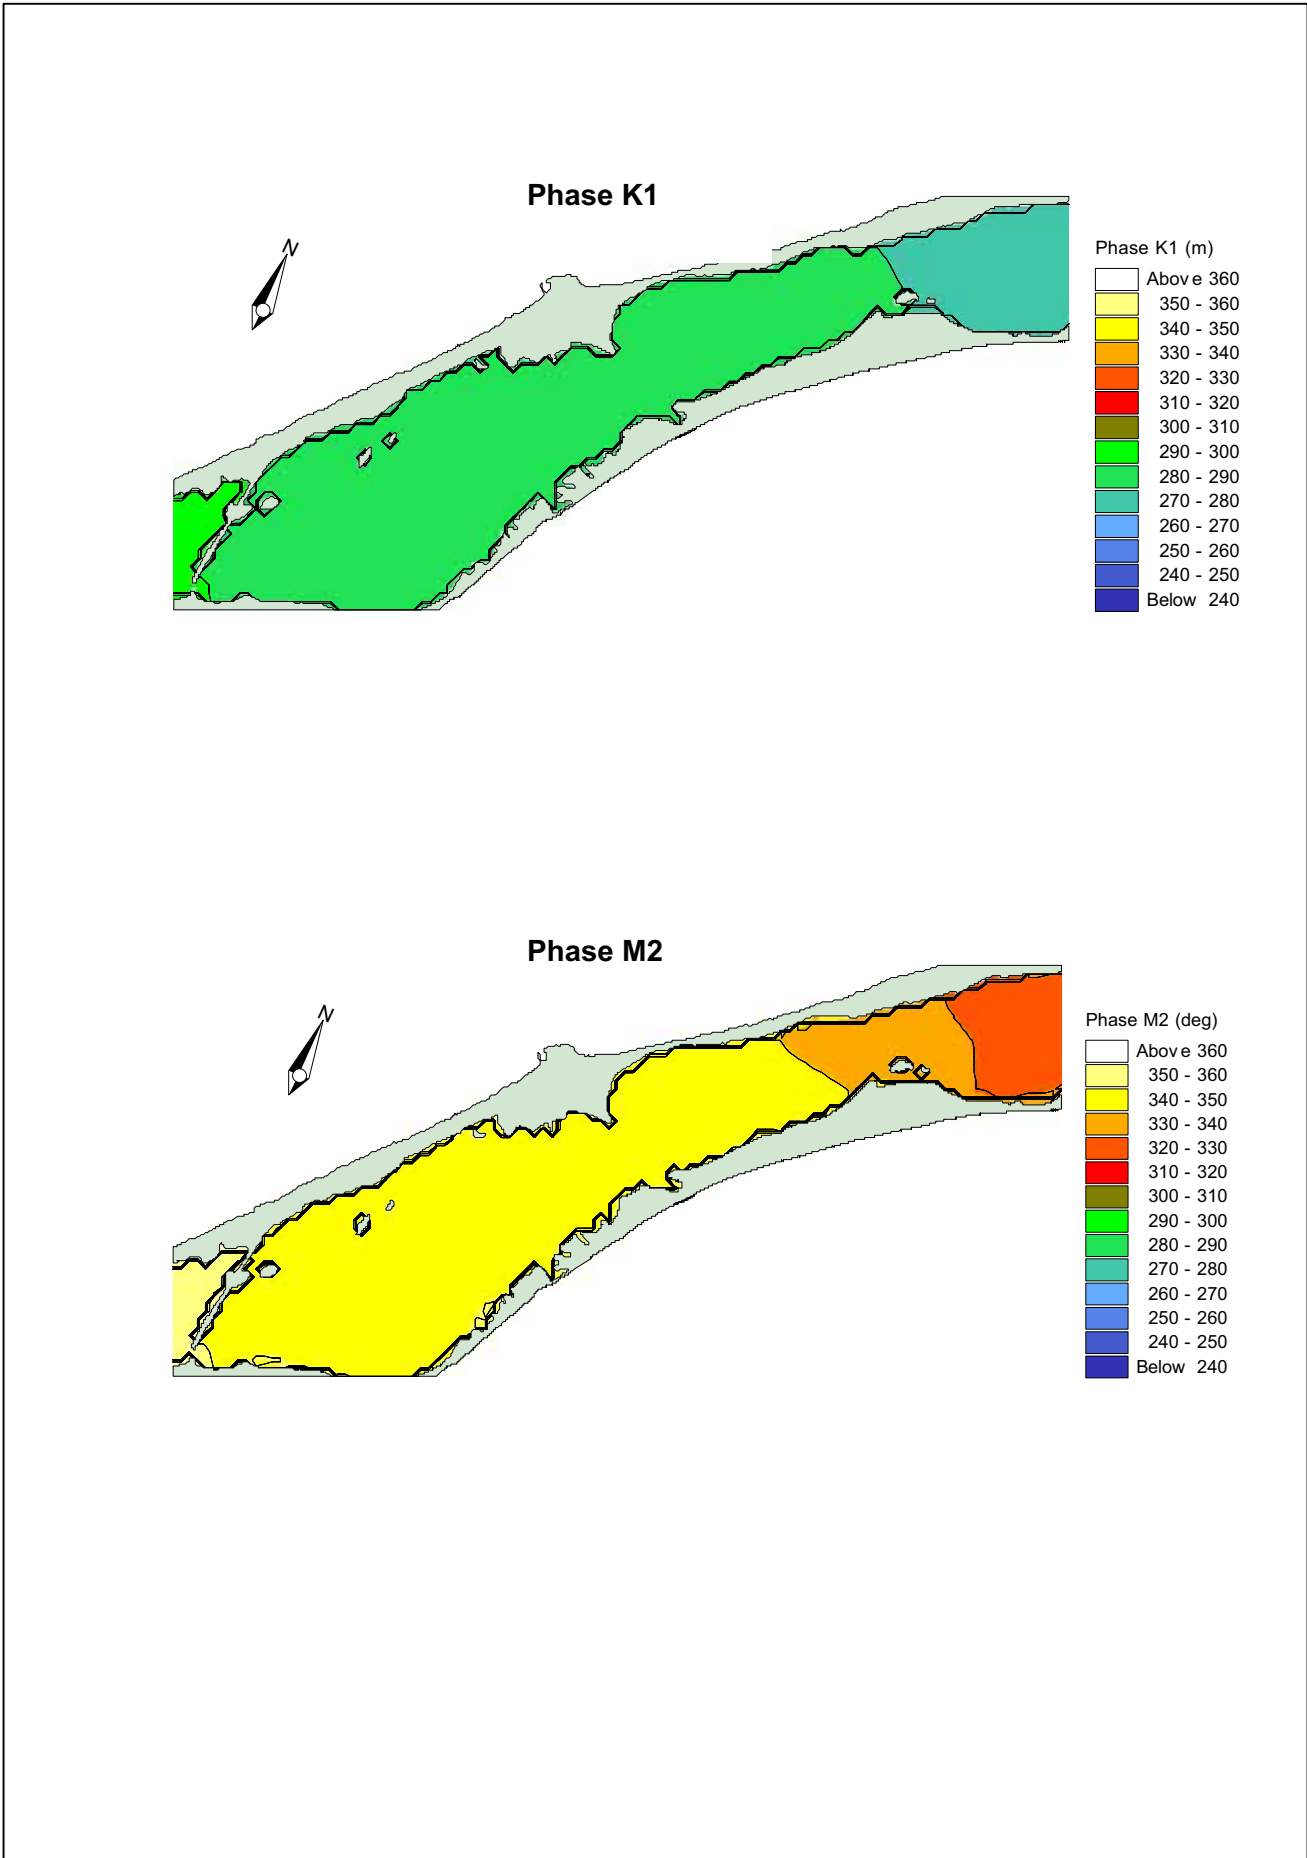 Phase K1
N
Phase K1 (m)
Above 360
350 - 360
340 - 350
330 - 340
320 - 330
310 - 320
300 - 310
290 - 300
280 - 290
270 - 280
260 - 270
250 - 260
240 - 250
Below 240
Phase M2
N
Phase M2 (deg)
Above 360
350 - 360
340 - 350
330 - 340
320 - 330
310 - 320
300 - 310
290 - 300
280 - 290
270 - 280
260 - 270
250 - 260
240 - 250
Below 240